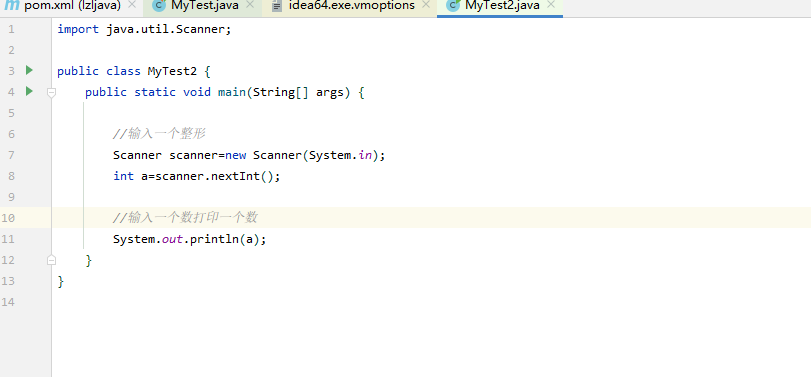 pom.xml (lzljava) × MyTest.java × idea64.exe.vmoptions × MyTest2.java ×
1 import java.util.Scanner;
2
3 public class MyTest2 {
4 public static void main(String[] args) {
5
6 //输入一个整形
7 Scanner scanner=new Scanner(System.in);
8 int a=scanner.nextInt();
9
10 //输入一个数打印一个数
11 System.out.println(a);
12 }
13 }
14